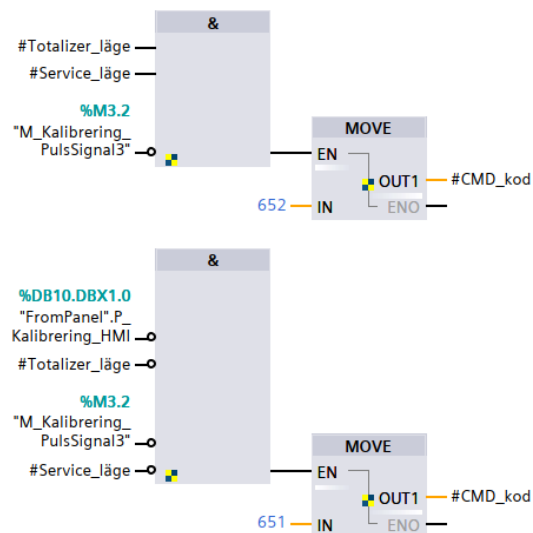 &
#Totalizer_läge
#Service_läge
%M3.2
"M_Kalibrering_
PulsSignal3"
MOVE
EN
OUT1
#CMD_kod
652
IN
ENO
&
%DB10.DBX1.0
"FromPanel".P_
Kalibrering_HMI
#Totalizer_läge
%M3.2
"M_Kalibrering_
PulsSignal3"
#Service_läge
MOVE
EN
OUT1
#CMD_kod
651
IN
ENO